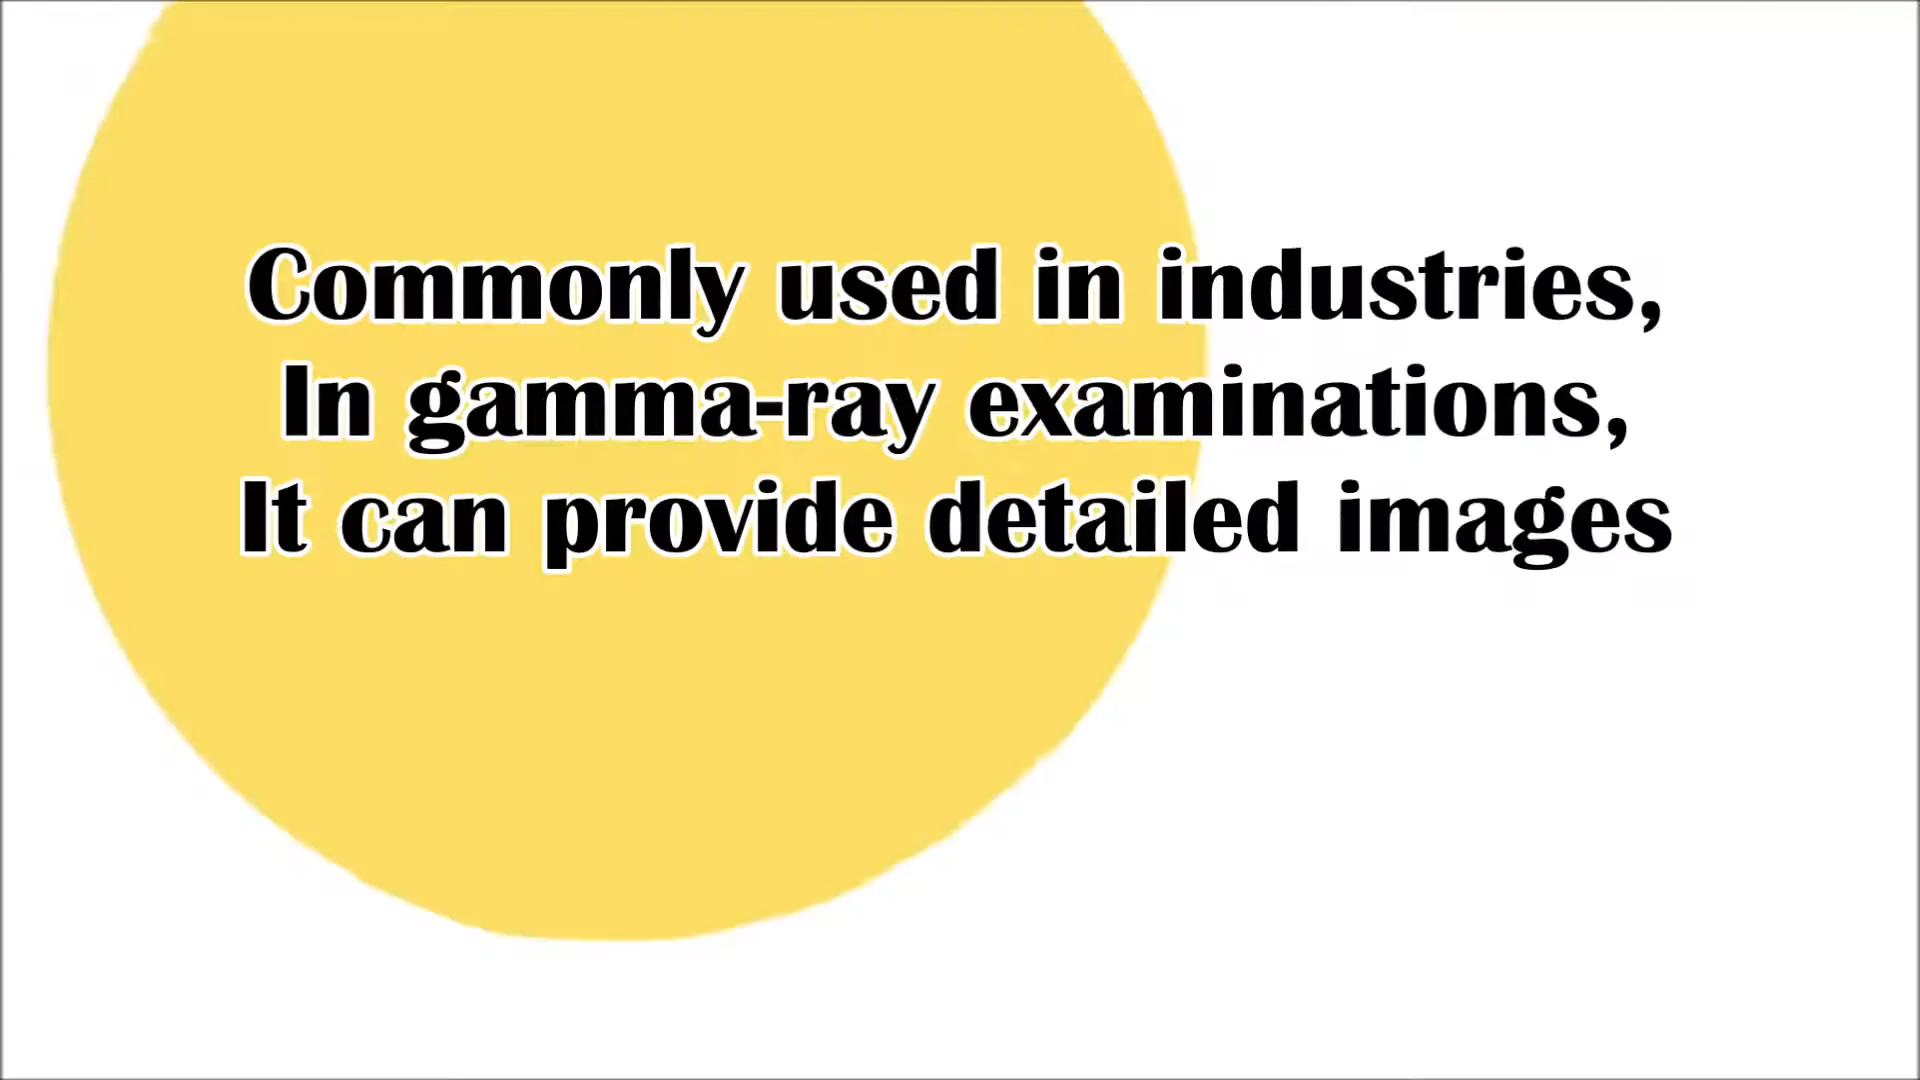 Commonly used in industries,
In gamma-ray examinations,
It can provide detailed images